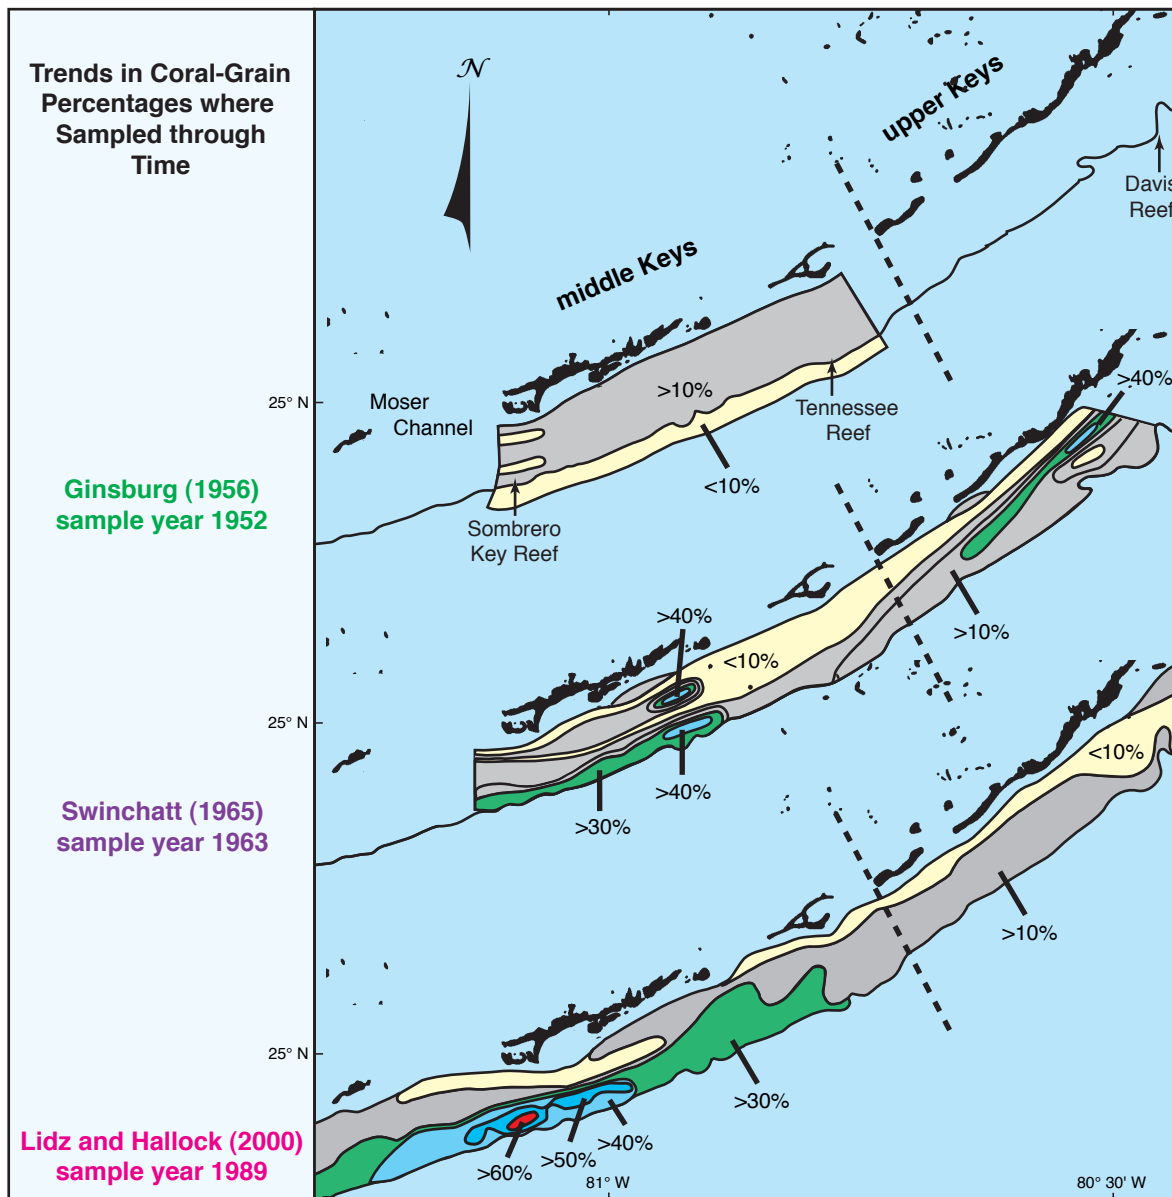 Trends in Coral-Grain
Percentages where
Sampled through
Time
N
upper Keys
Davis
Reef
middle Keys
>10%
25° N
Moser
Channel
Tennessee
Reef
>40%
<10%
Ginsburg (1956)
sample year 1952
Sombrero
Key Reef
>40%
<10%
>10%
25° N
>40%
>30%
Swinchatt (1965)
sample year 1963
<10%
>10%
25° N
>30%
>40%
>50%
>60%
Lidz and Hallock (2000)
sample year 1989
81° W
80° 30' W